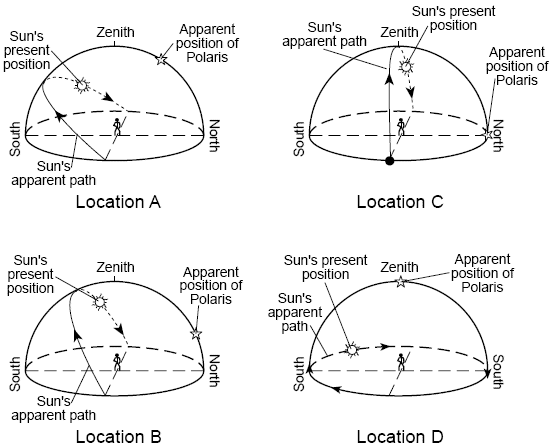 Zenith
Sun's
present
position
Apparent
position of
Polaris
South
North
Sun's
apparent path
Location A
Sun's present
position
Sun's
apparent path
Zenith
Apparent
position of
Polaris
South
North
Location C
Sun's
present
position
Zenith
Apparent
position of
Polaris
South
North
Sun's
apparent path
Location B
Sun's present
position
Zenith
Apparent
position of
Polaris
Sun's
apparent
path
South
South
Location D